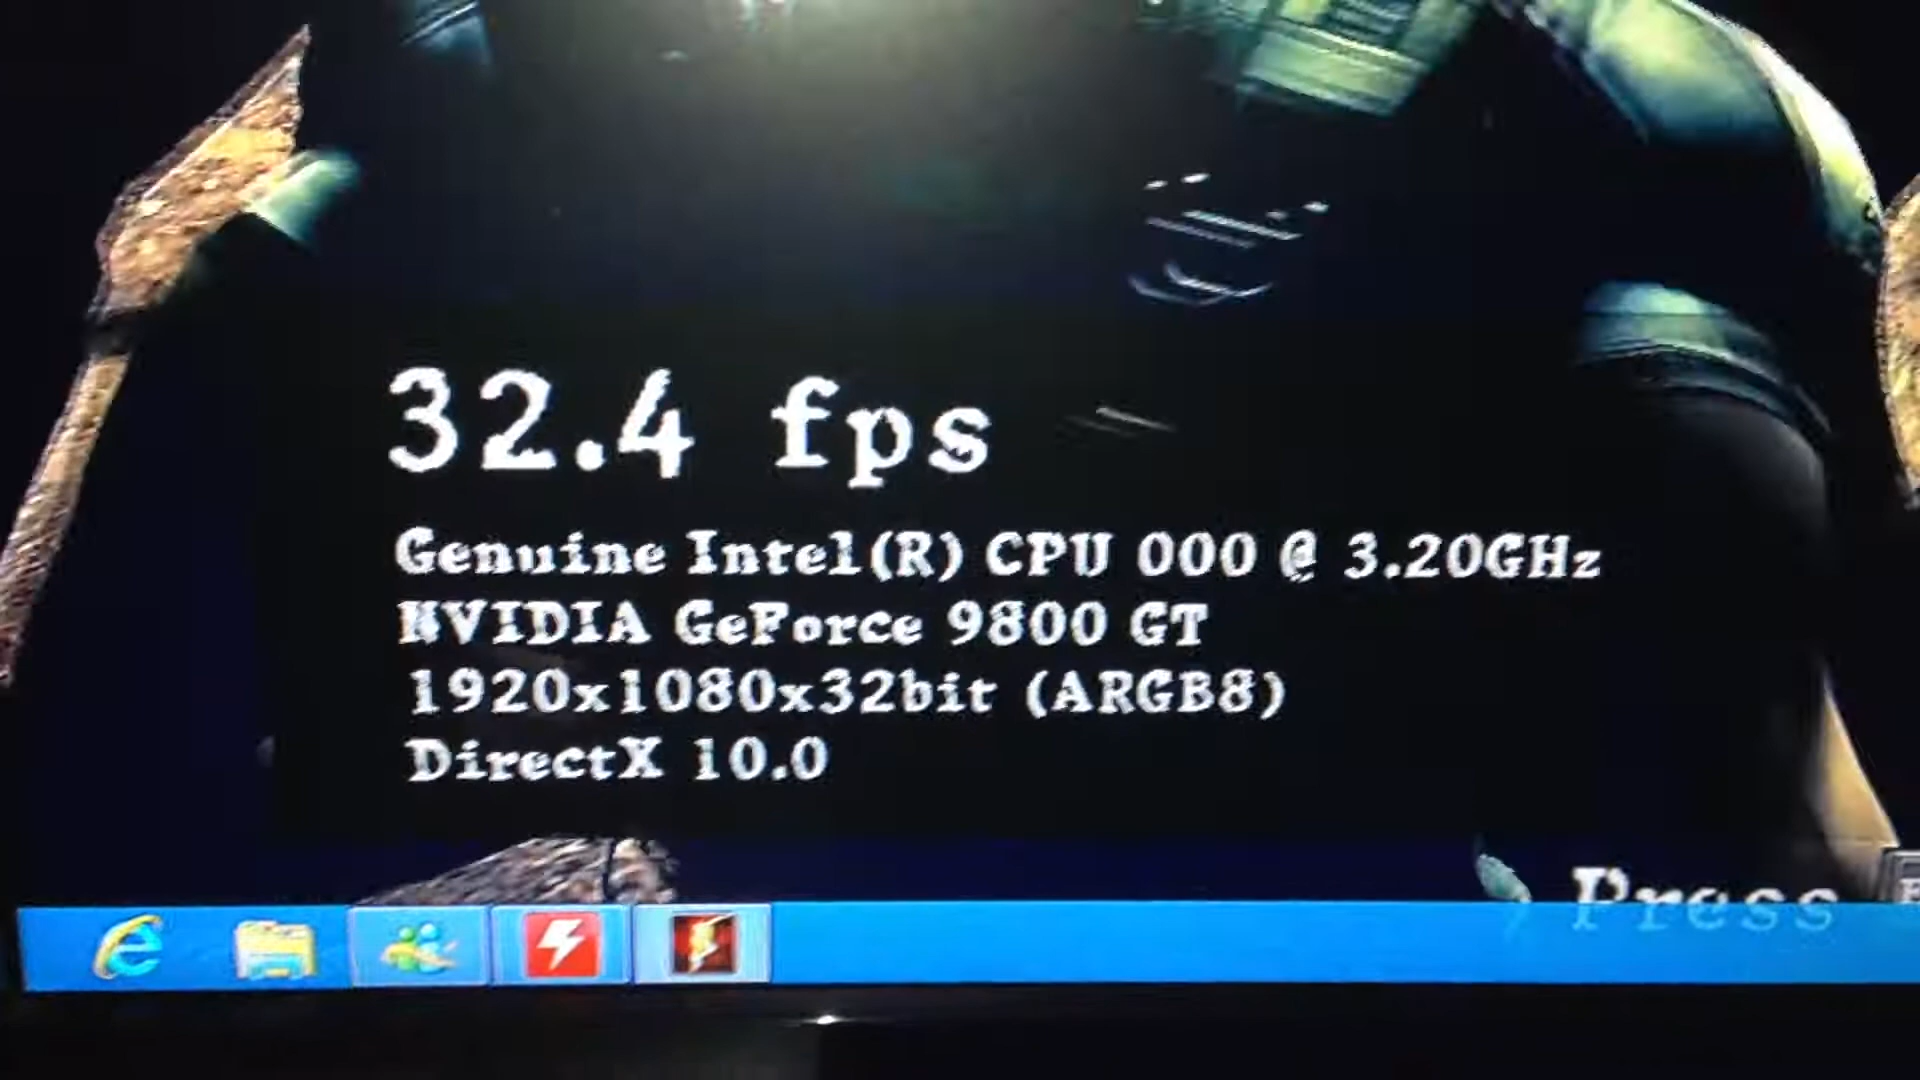 32.4 fps
Genuine Intel(R) CPU 000 @ 3.20GHz
NVIDIA GeForce 9800 GT
1920x1080x32bit (ARGB8)
DirectX 10.0
Press